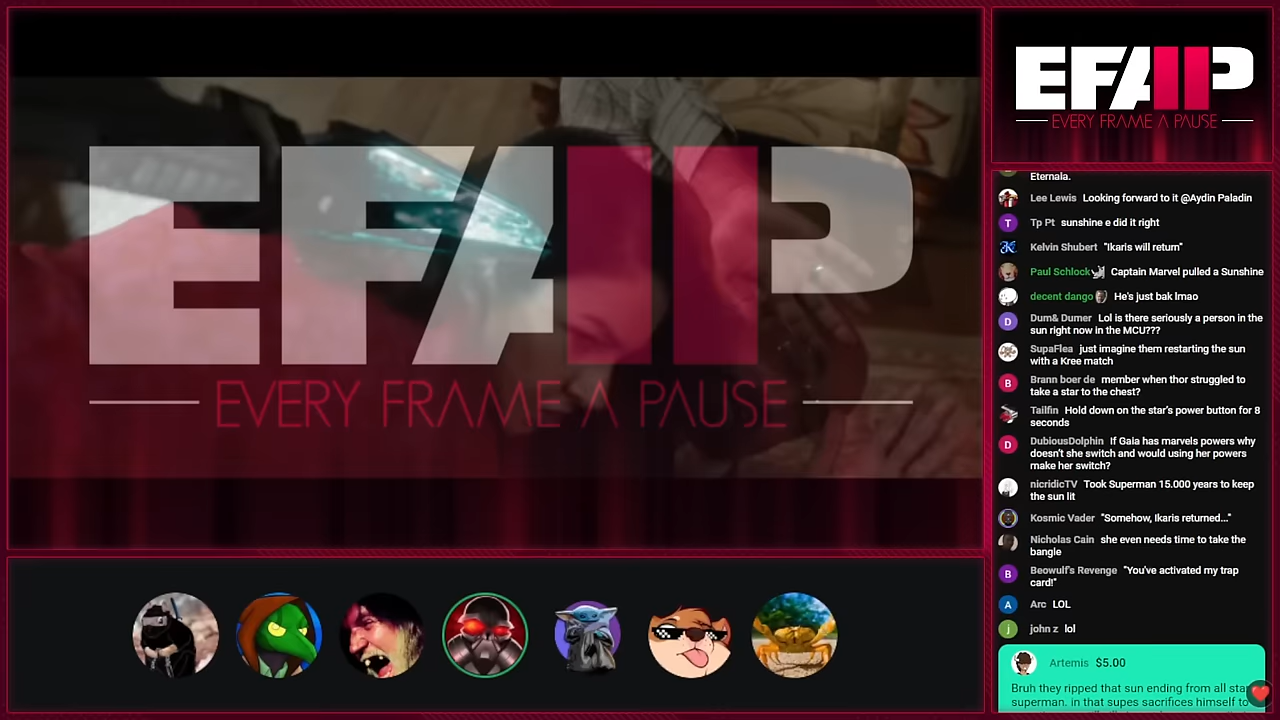 EFAP
EVERY FRAME A PAUSE
EFAP
EVERY FRAME A PAUSE
Eternala.
Lee Lewis Looking forward to it @Aydin Paladin
T Tp Pt sunshine e did it right
Kelvin Shubert "Ikaris will return"
Paul Schlock Captain Marvel pulled a Sunshine
decent dango He's just bak lmao
D Dum& Dumer Lol is there seriously a person in the
sun right now in the MCU???
SupaFlea just imagine them restarting the sun
with a Kree match
B Brann boer de member when thor struggled to
take a star to the chest?
Tailfin Hold down on the star's power button for 8
seconds
D DubiousDolphin If Gaia has marvels powers why
doesn't she switch and would using her powers
make her switch?
nicridicTV Took Superman 15.000 years to keep
the sun lit
Kosmic Vader "Somehow, Ikaris returned..."
Nicholas Cain she even needs time to take the
bangle
B Beowulf's Revenge "You've activated my trap
card!"
A Arc LOL
j john z lol
Artemis $5.00
Bruh they ripped that sun ending from all star
superman. in that supes sacrifices himself to